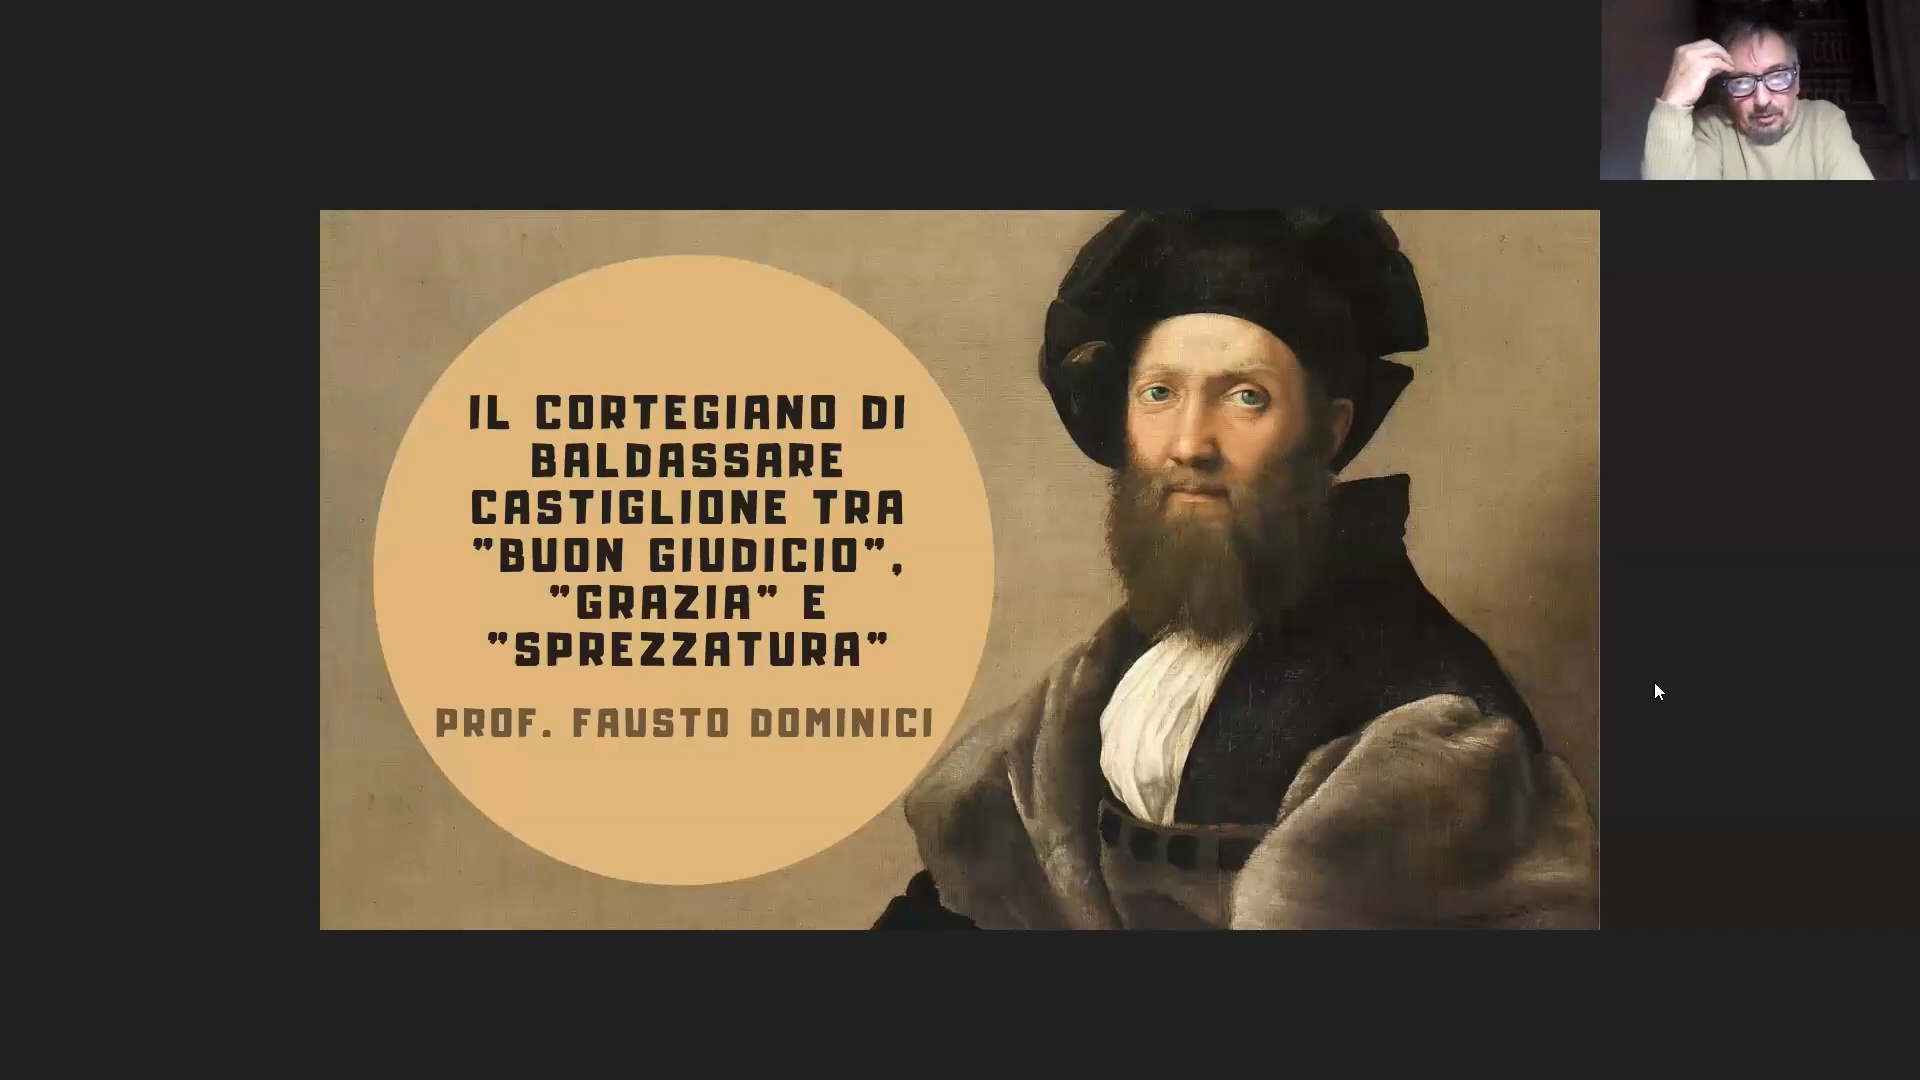 IL CORTEGIANO DI
BALDASSARE
CASTIGLIONE TRA
"BUON GIUDICIO",
"GRAZIA" E
"SPREZZATURA"
PROF. FAUSTO DOMINICI